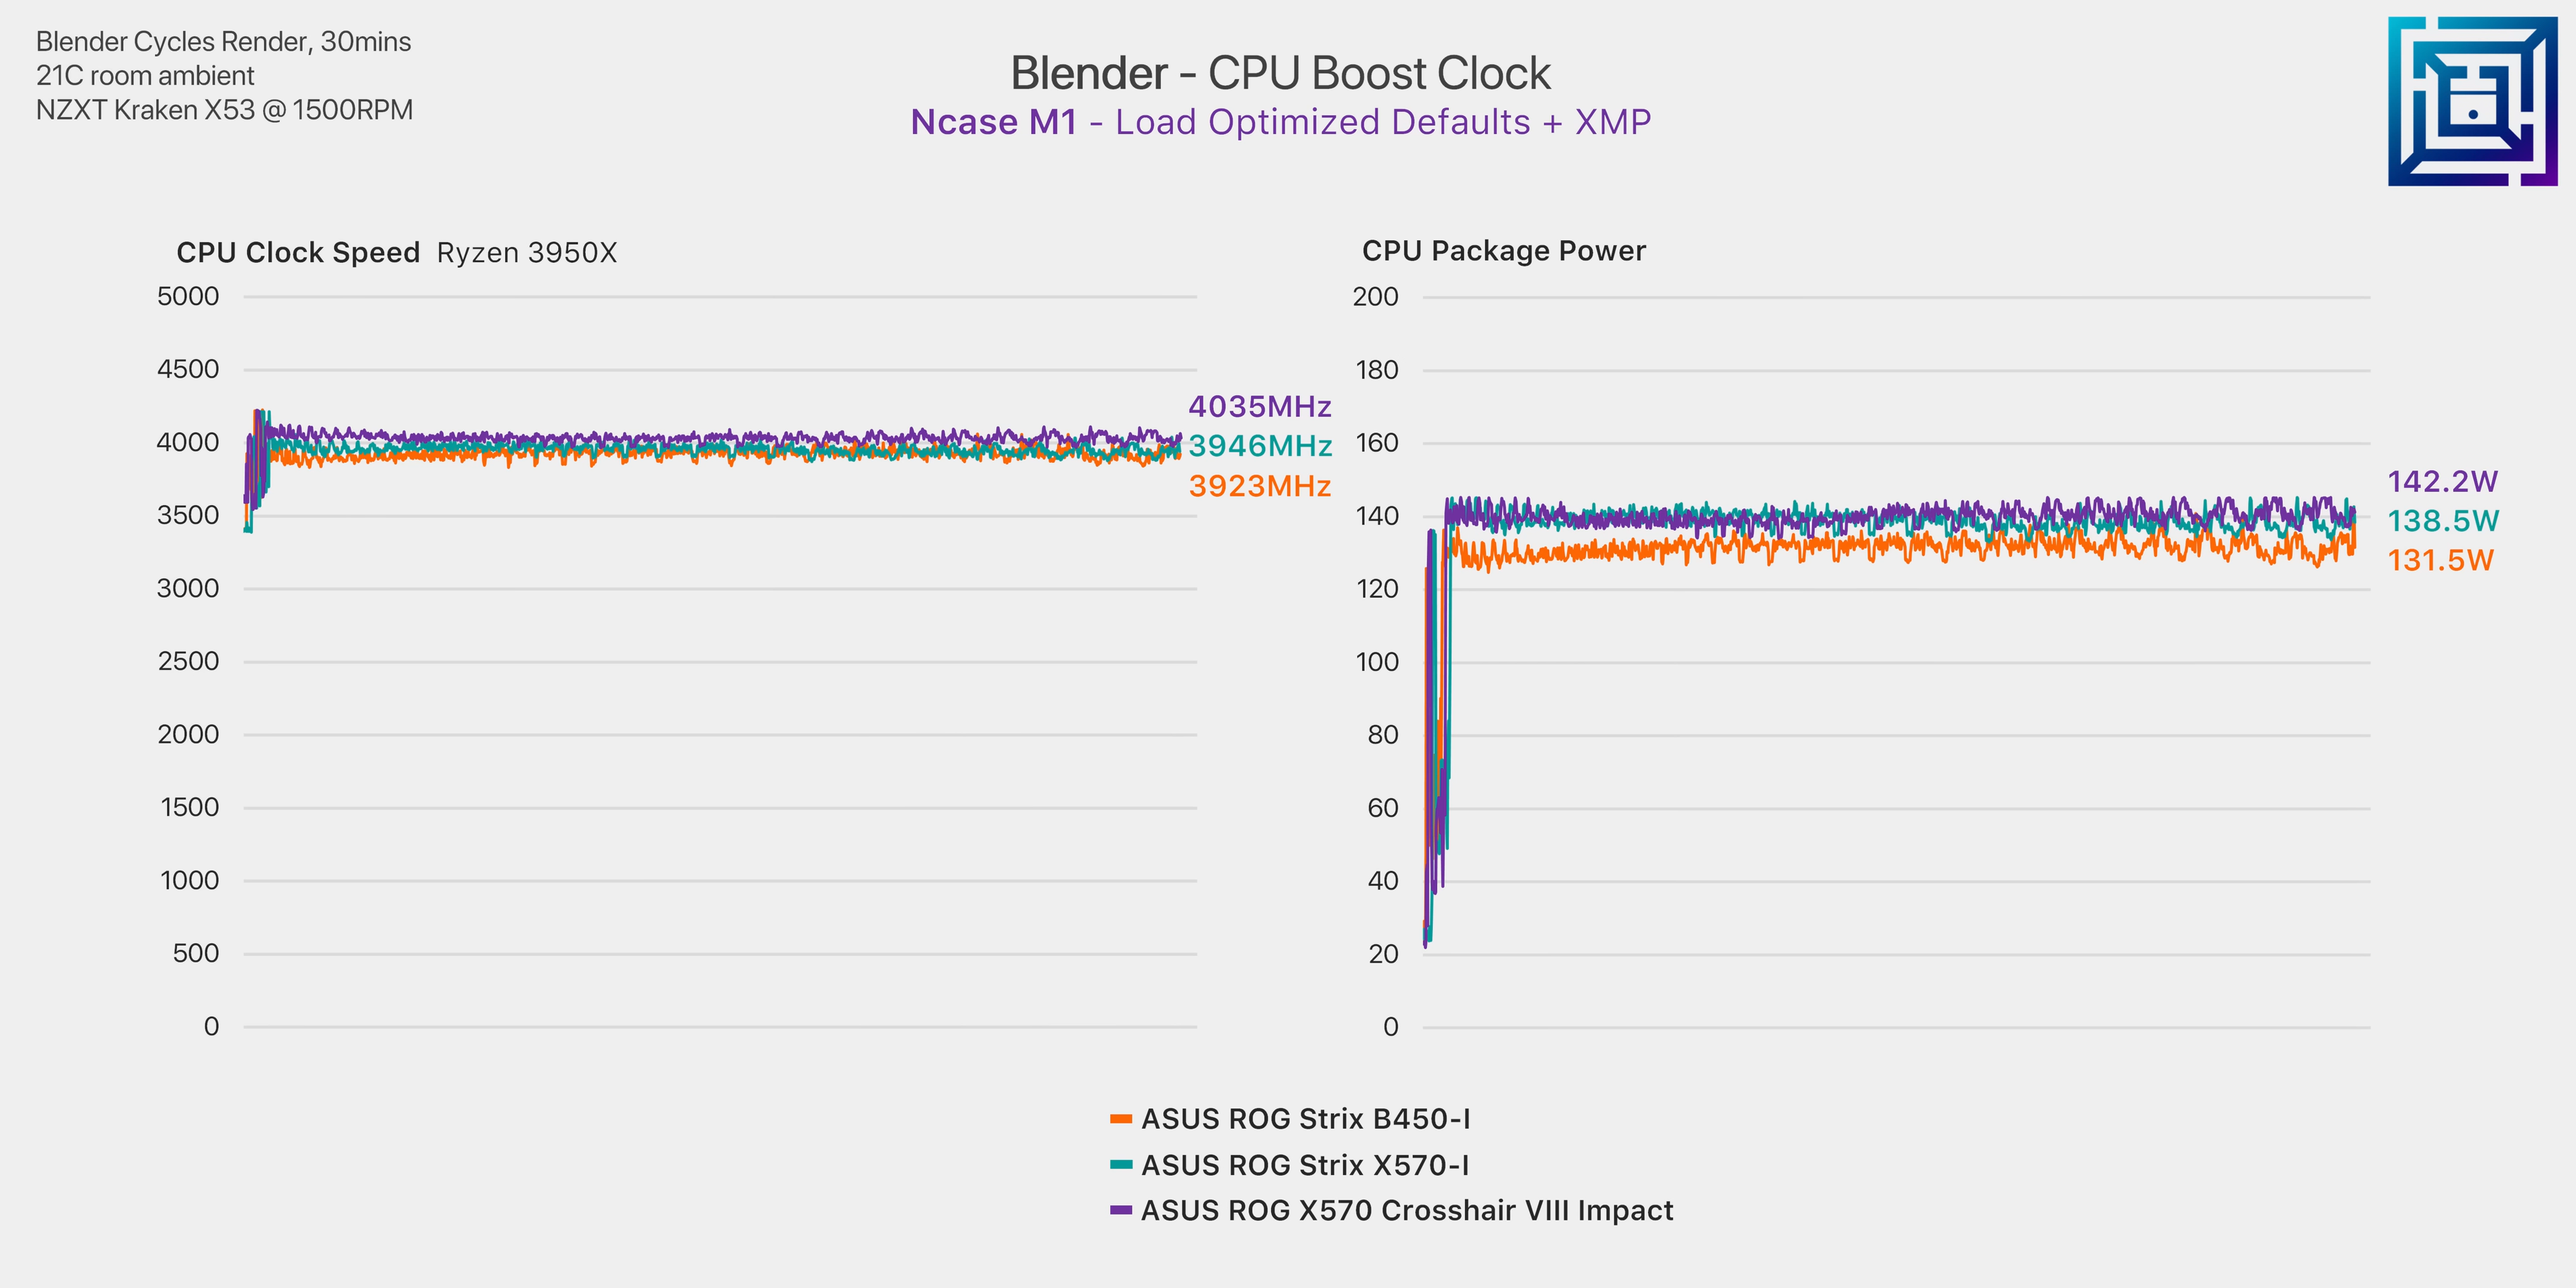 Blender Cycles Render, 30mins
21C room ambient
NZXT Kraken X53 @ 1500RPM
Blender - CPU Boost Clock
Ncase M1 - Load Optimized Defaults + XMP
CPU Clock Speed Ryzen 3950X
5000
4500
4000
3500
3000
2500
2000
1500
1000
500
0
4035MHz
3946MHz
3923MHz
CPU Package Power
200
180
160
140
120
100
80
60
40
20
0
142.2W
138.5W
131.5W
ASUS ROG Strix B450-I
ASUS ROG Strix X570-I
ASUS ROG X570 Crosshair VIII Impact